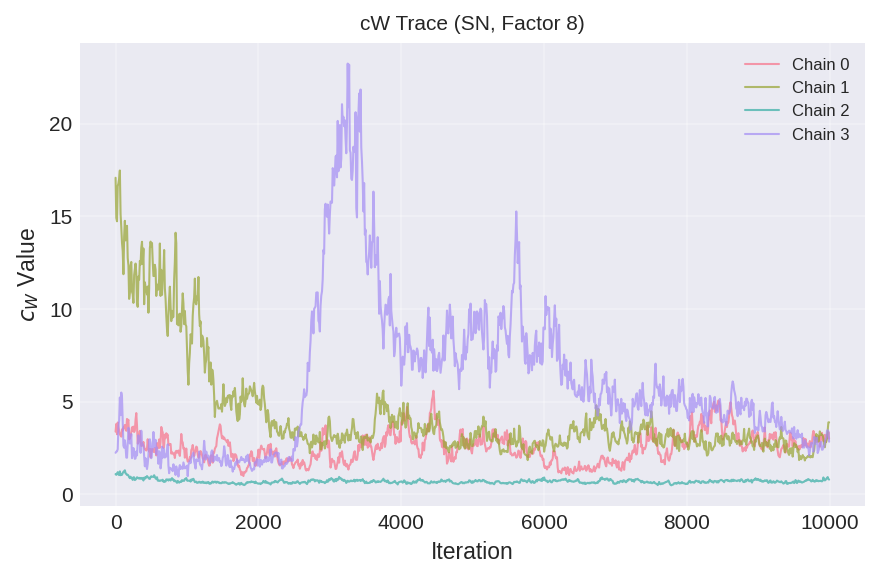 cW Trace (SN, Factor 8)
Chain 0
Chain 1
Chain 2
Chain 3
20
15
10
5
0
c_W Value
0 2000 4000 6000 8000 10000
Iteration